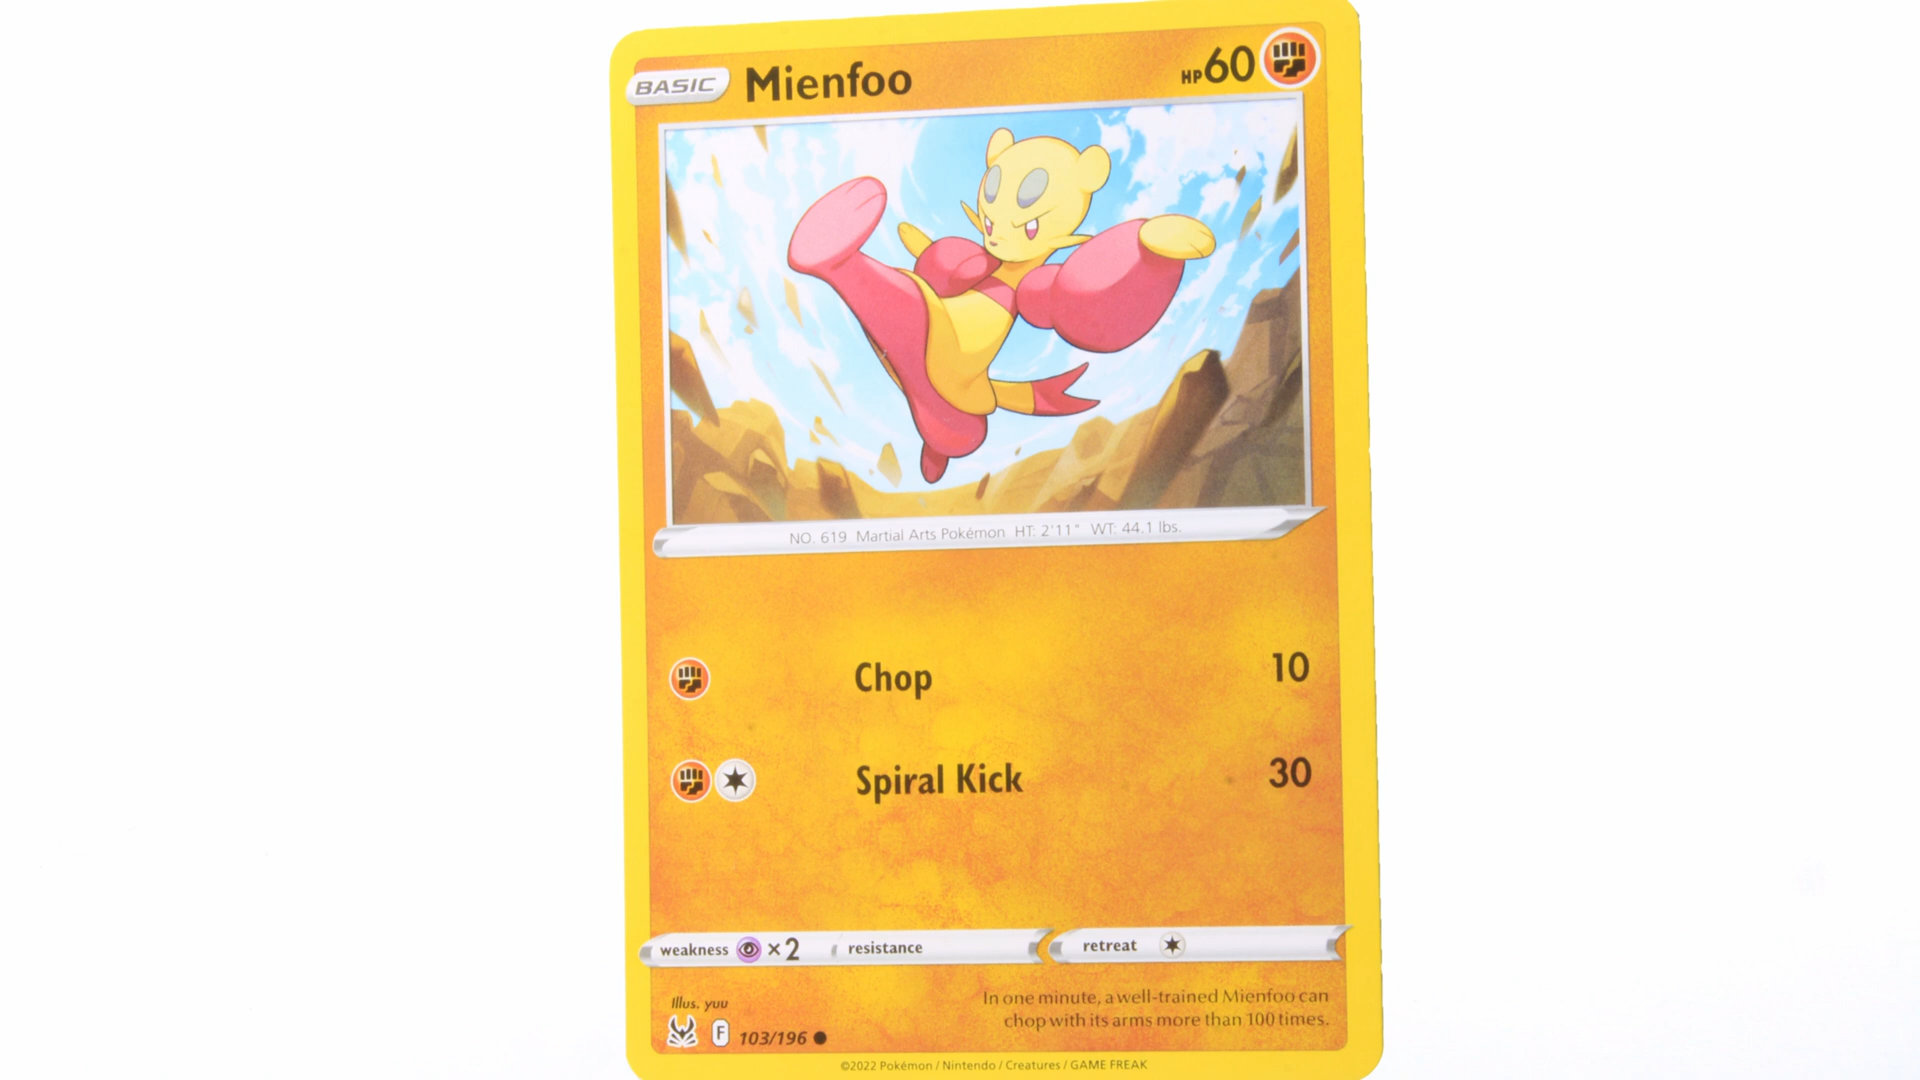 BASIC Mienfoo HP 60
NO. 619 Martial Arts Pokémon HT: 2'11" WT: 44.1 lbs.
Chop 10
Spiral Kick 30
weakness ×2 resistance retreat
Illus. yuu
In one minute, a well-trained Mienfoo can
chop with its arms more than 100 times.
F 103/196
©2022 Pokémon / Nintendo / Creatures / GAME FREAK